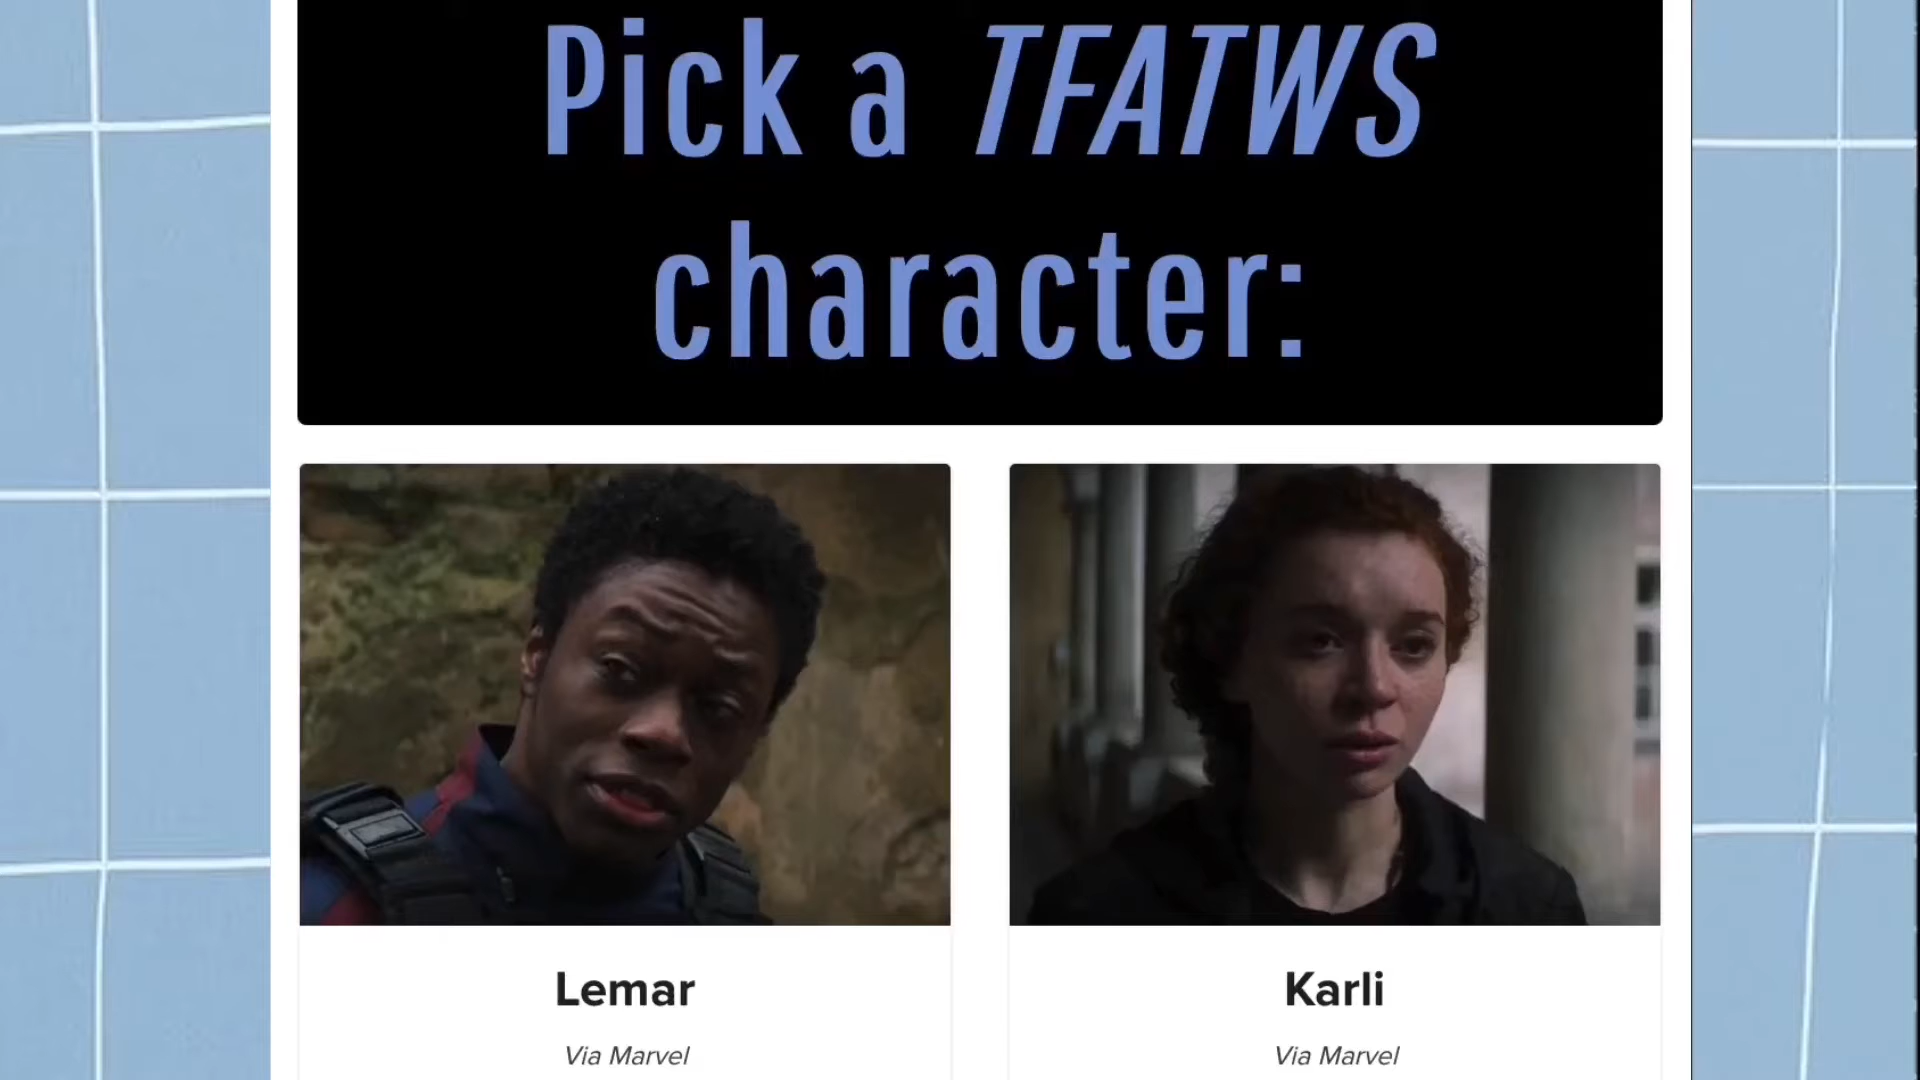 Pick a TFATWS
character:
Lemar
Karli
Via Marvel
Via Marvel